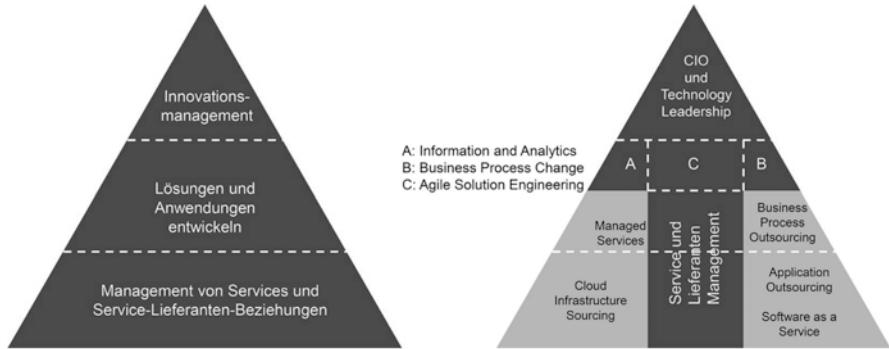 Innovations-
management
Lösungen und
Anwendungen
entwickeln
Management von Services und
Service-Lieferanten-Beziehungen
A: Information and Analytics
B: Business Process Change
C: Agile Solution Engineering
CIO
und
Technology
Leadership
A
C
B
Managed
Services
Service und
Lieferanten
Management
Business
Process
Outsourcing
Cloud
Infrastructure
Sourcing
Application
Outsourcing
Software as a
Service